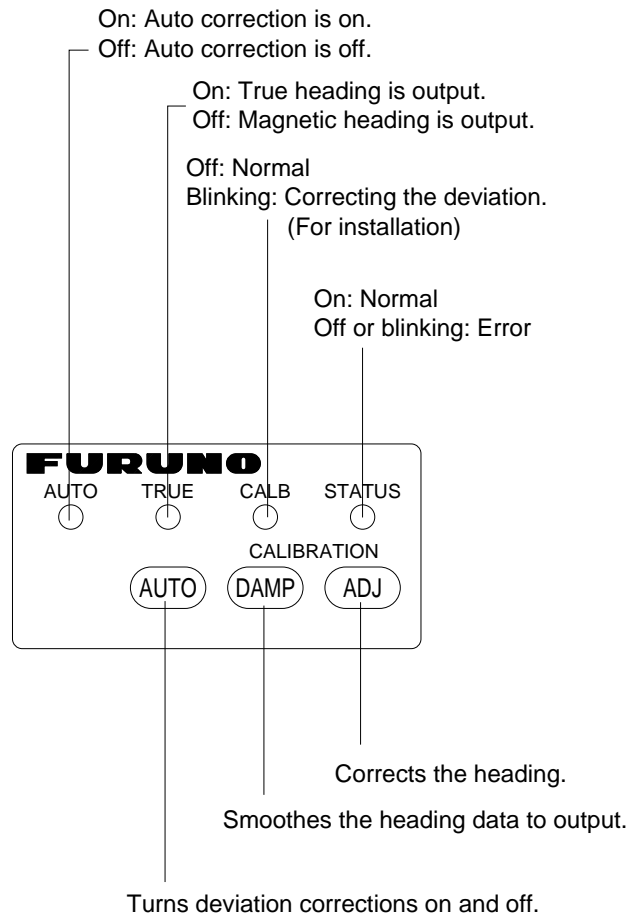 On: Auto correction is on.
Off: Auto correction is off.
On: True heading is output.
Off: Magnetic heading is output.
Off: Normal
Blinking: Correcting the deviation.
(For installation)
On: Normal
Off or blinking: Error
FURUNO
AUTO TRUE CALB STATUS
CALIBRATION
AUTO DAMP ADJ
Corrects the heading.
Smoothes the heading data to output.
Turns deviation corrections on and off.